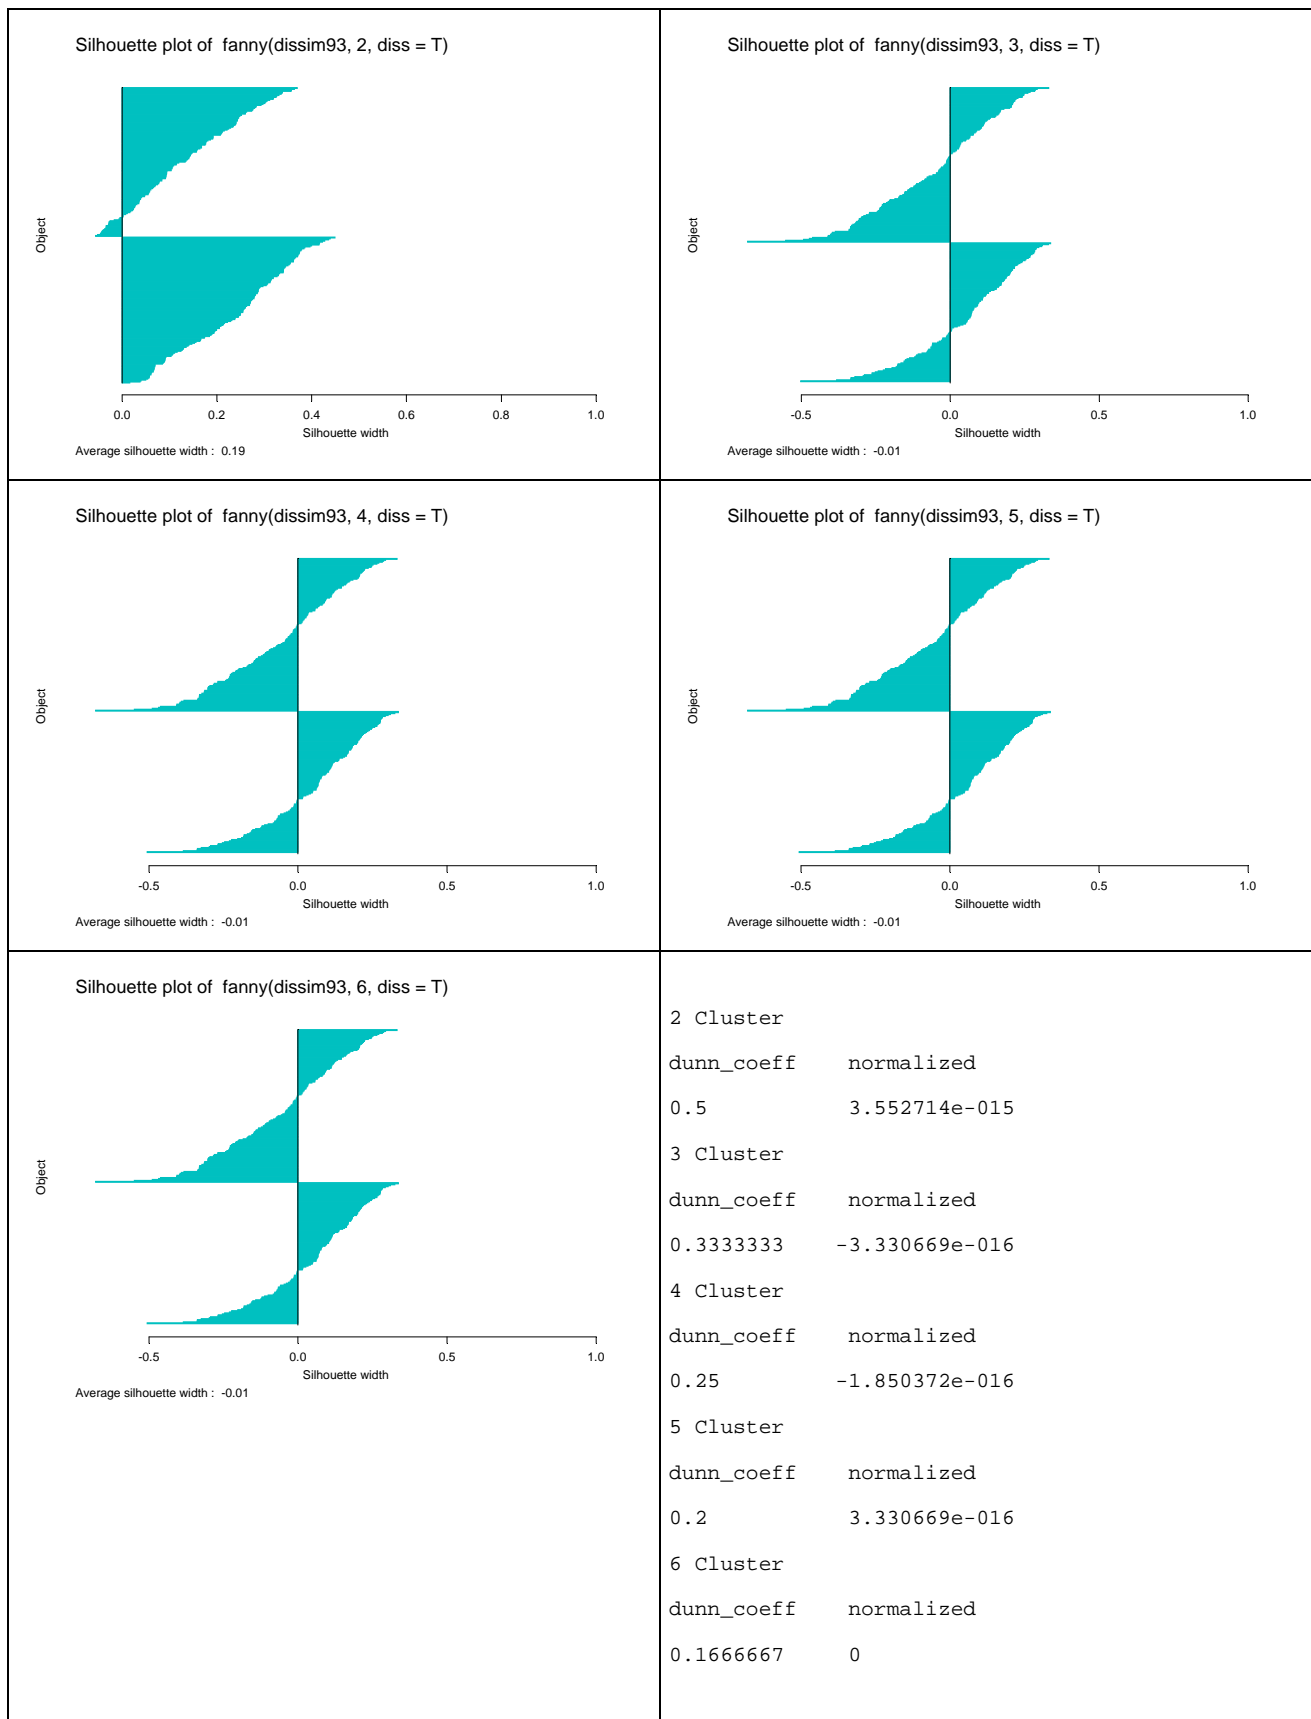 Silhouette plot of fanny(dissim93, 2, diss = T)
Object
0.0 0.2 0.4 0.6 0.8 1.0
Silhouette width
Average silhouette width : 0.19
Silhouette plot of fanny(dissim93, 3, diss = T)
Object
-0.5 0.0 0.5 1.0
Silhouette width
Average silhouette width : -0.01
Silhouette plot of fanny(dissim93, 4, diss = T)
Object
-0.5 0.0 0.5 1.0
Silhouette width
Average silhouette width : -0.01
Silhouette plot of fanny(dissim93, 5, diss = T)
Object
-0.5 0.0 0.5 1.0
Silhouette width
Average silhouette width : -0.01
Silhouette plot of fanny(dissim93, 6, diss = T)
Object
-0.5 0.0 0.5 1.0
Silhouette width
Average silhouette width : -0.01
2 Cluster
dunn_coeff normalized
0.5 3.552714e-015
3 Cluster
dunn_coeff normalized
0.3333333 -3.330669e-016
4 Cluster
dunn_coeff normalized
0.25 -1.850372e-016
5 Cluster
dunn_coeff normalized
0.2 3.330669e-016
6 Cluster
dunn_coeff normalized
0.1666667 0